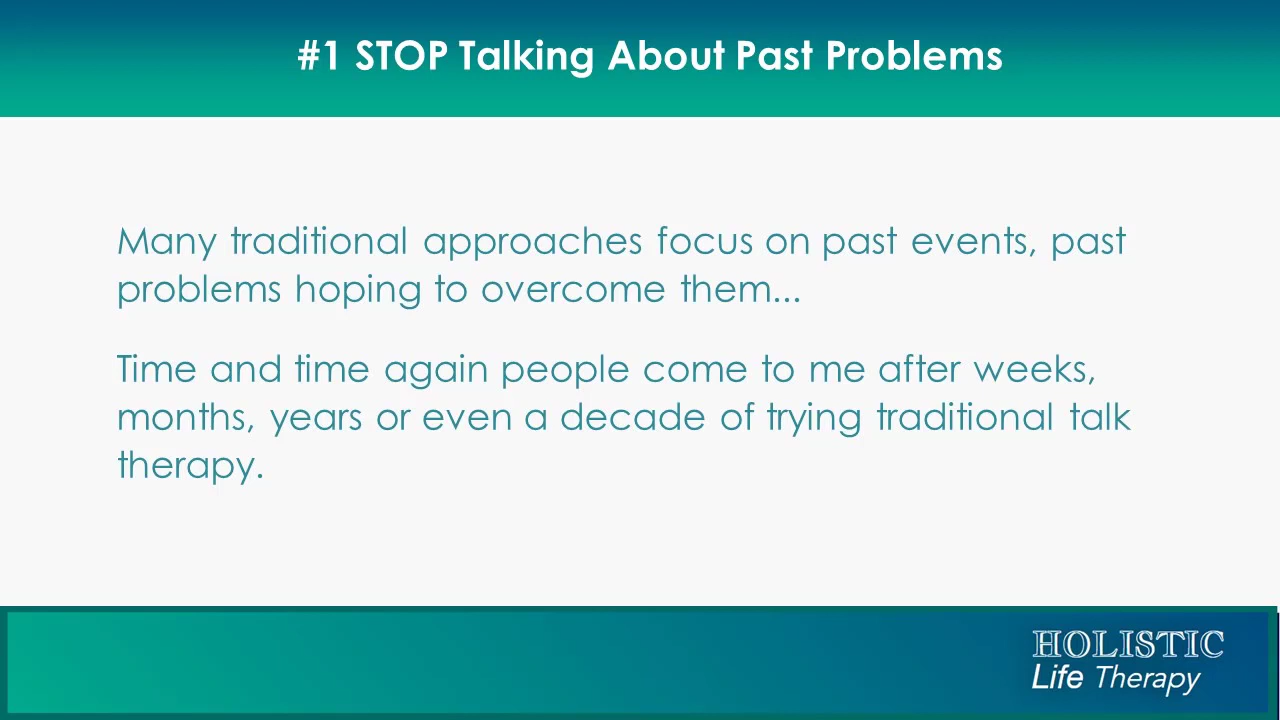 #1 STOP Talking About Past Problems
Many traditional approaches focus on past events, past
problems hoping to overcome them...
Time and time again people come to me after weeks,
months, years or even a decade of trying traditional talk
therapy.
HOLISTIC
Life Therapy